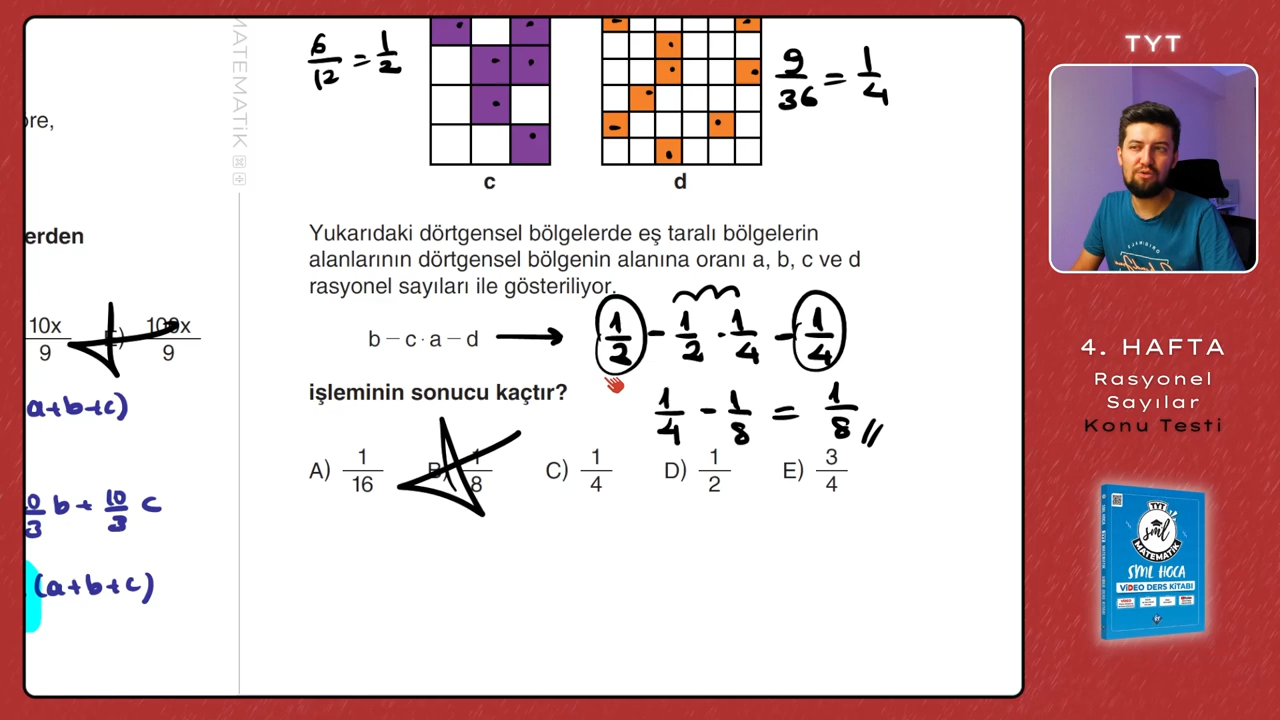 MATEMATİK
6/12 = 1/2
9/36 = 1/4
c
d
Yukarıdaki dörtgensel bölgelerde eş taralı bölgelerin
alanlarının dörtgensel bölgenin alanına oranı a, b, c ve d
rasyonel sayıları ile gösteriliyor.
b – c · a – d → 1/2 - 1/2 · 1/4 - 1/4
işleminin sonucu kaçtır?
1/4 - 1/8 = 1/8 //
A) 1/16 B) 1/8 C) 1/4 D) 1/2 E) 3/4
öre,
erden
10x/9 E) 100x/9
(a+b+c)
b + 10/3 c
(a+b+c)
TYT
4. HAFTA
Rasyonel
Sayılar
Konu Testi
TYT
sml
MATEMATİK
SML HOCA
VİDEO DERS KİTABI